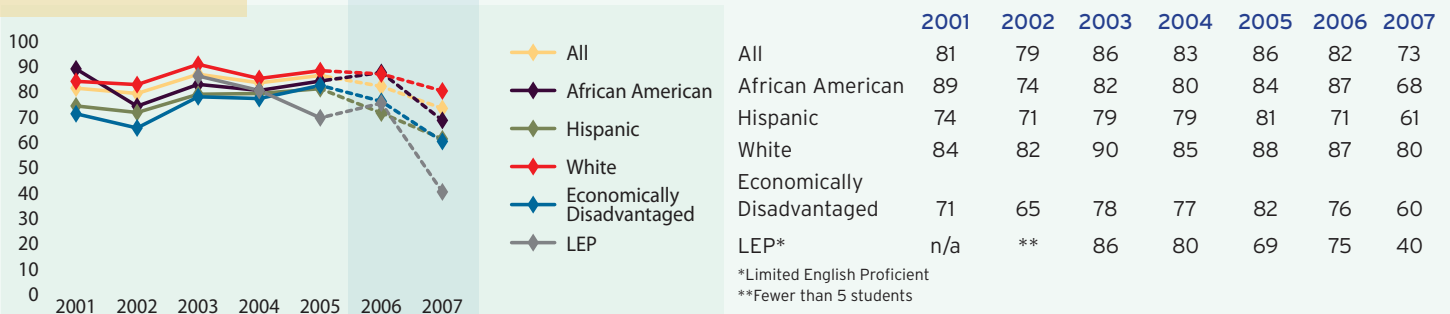 100
90
80
70
60
50
40
30
20
10
0
2001 2002 2003 2004 2005 2006 2007
All
African American
Hispanic
White
Economically
Disadvantaged
LEP
2001 2002 2003 2004 2005 2006 2007
All 81 79 86 83 86 82 73
African American 89 74 82 80 84 87 68
Hispanic 74 71 79 79 81 71 61
White 84 82 90 85 88 87 80
Economically
Disadvantaged 71 65 78 77 82 76 60
LEP* n/a ** 86 80 69 75 40
*Limited English Proficient
**Fewer than 5 students